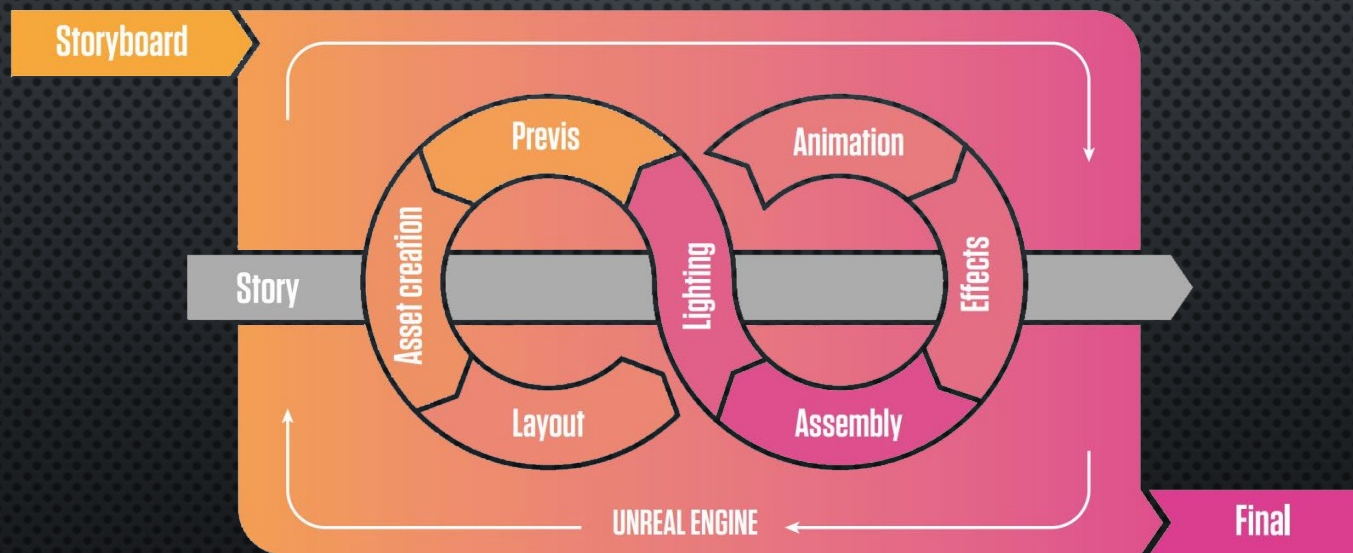 Storyboard
Previs
Animation
Asset creation
Story
Lighting
Effects
Layout
Assembly
UNREAL ENGINE
Final